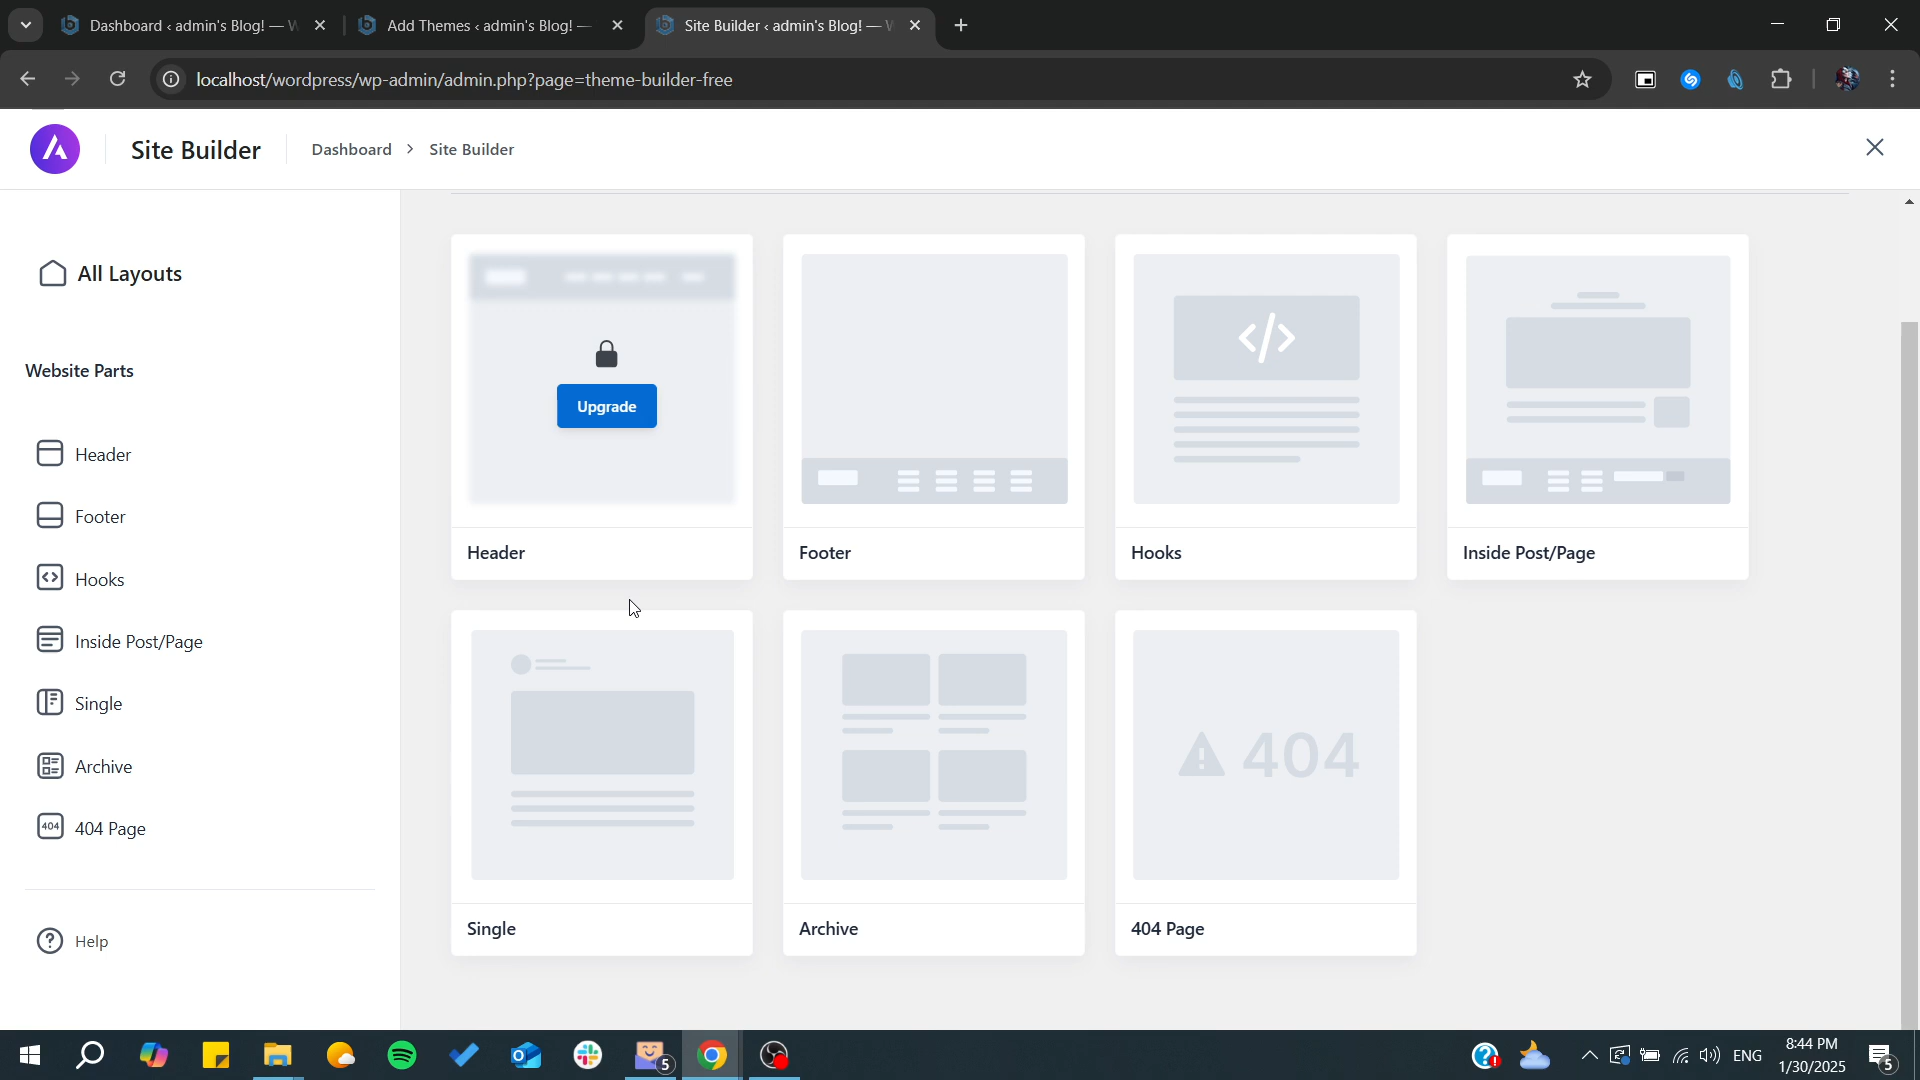 Dashboard ‹ admin's Blog! — W
Add Themes ‹ admin's Blog! —
Site Builder ‹ admin's Blog! — W
localhost/wordpress/wp-admin/admin.php?page=theme-builder-free
Site Builder
Dashboard > Site Builder
All Layouts
Website Parts
Header
Footer
Hooks
Inside Post/Page
Single
Archive
404
404 Page
Help
Upgrade
Header
Footer
</>
Hooks
Inside Post/Page
Single
Archive
404
404 Page
5
ENG
8:44 PM
1/30/2025
5